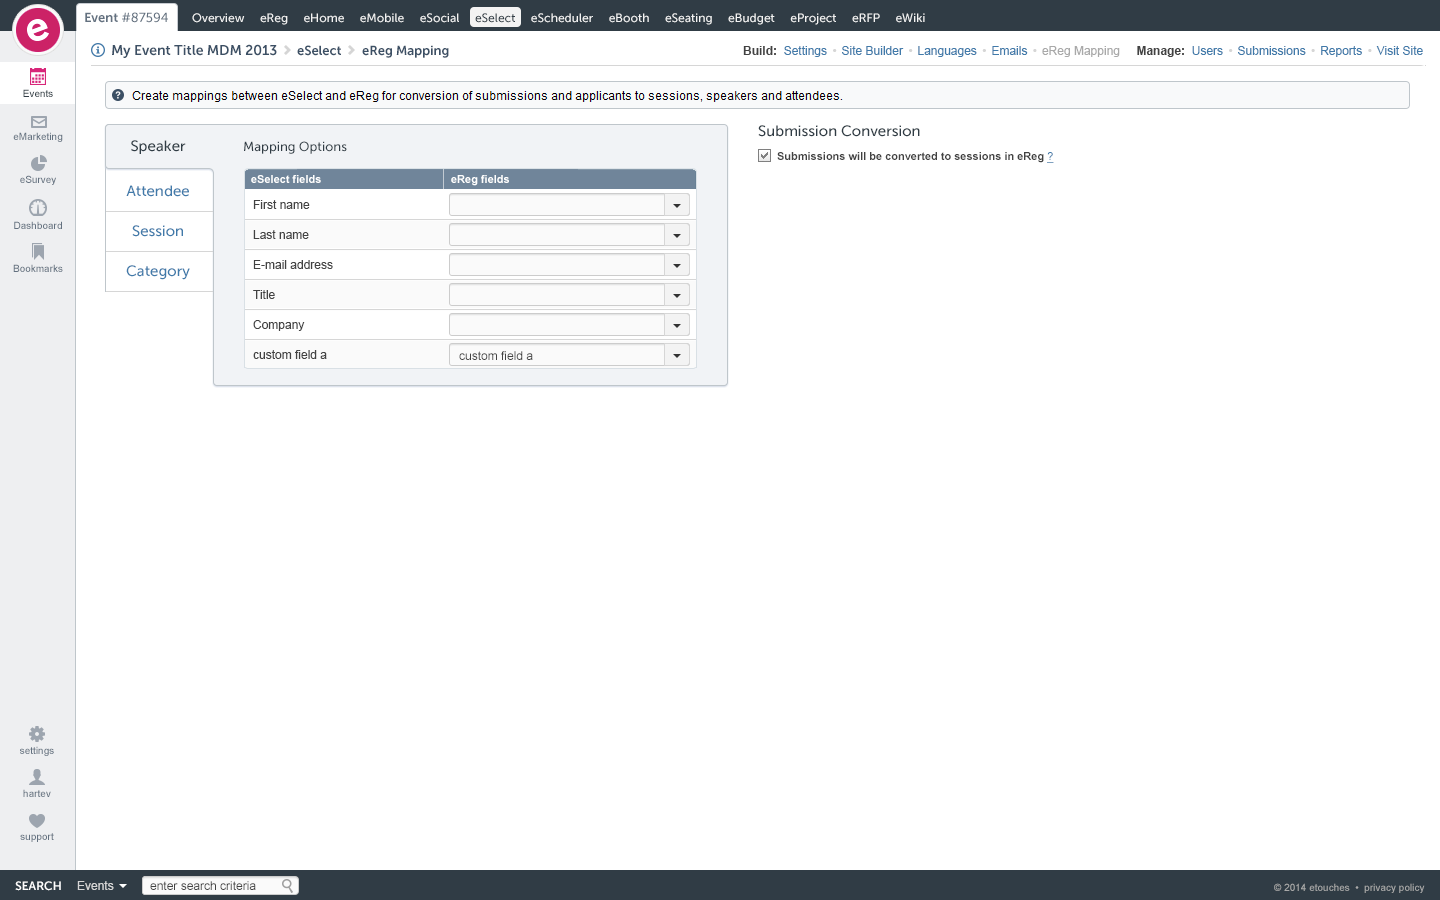 e
Event #87594 Overview eReg eHome eMobile eSocial eSelect eScheduler eBooth eSeating eBudget eProject eRFP eWiki
My Event Title MDM 2013 eSelect eReg Mapping Build: Settings • Site Builder • Languages • Emails • eReg Mapping Manage: Users • Submissions • Reports • Visit Site
Events
eMarketing
eSurvey
Dashboard
Bookmarks
? Create mappings between eSelect and eReg for conversion of submissions and applicants to sessions, speakers and attendees.
Speaker
Attendee
Session
Category
Mapping Options
eSelect fields eReg fields
First name
Last name
E-mail address
Title
Company
custom field a custom field a
Submission Conversion
Submissions will be converted to sessions in eReg ?
settings
hartev
support
SEARCH Events enter search criteria
© 2014 etouches • privacy policy